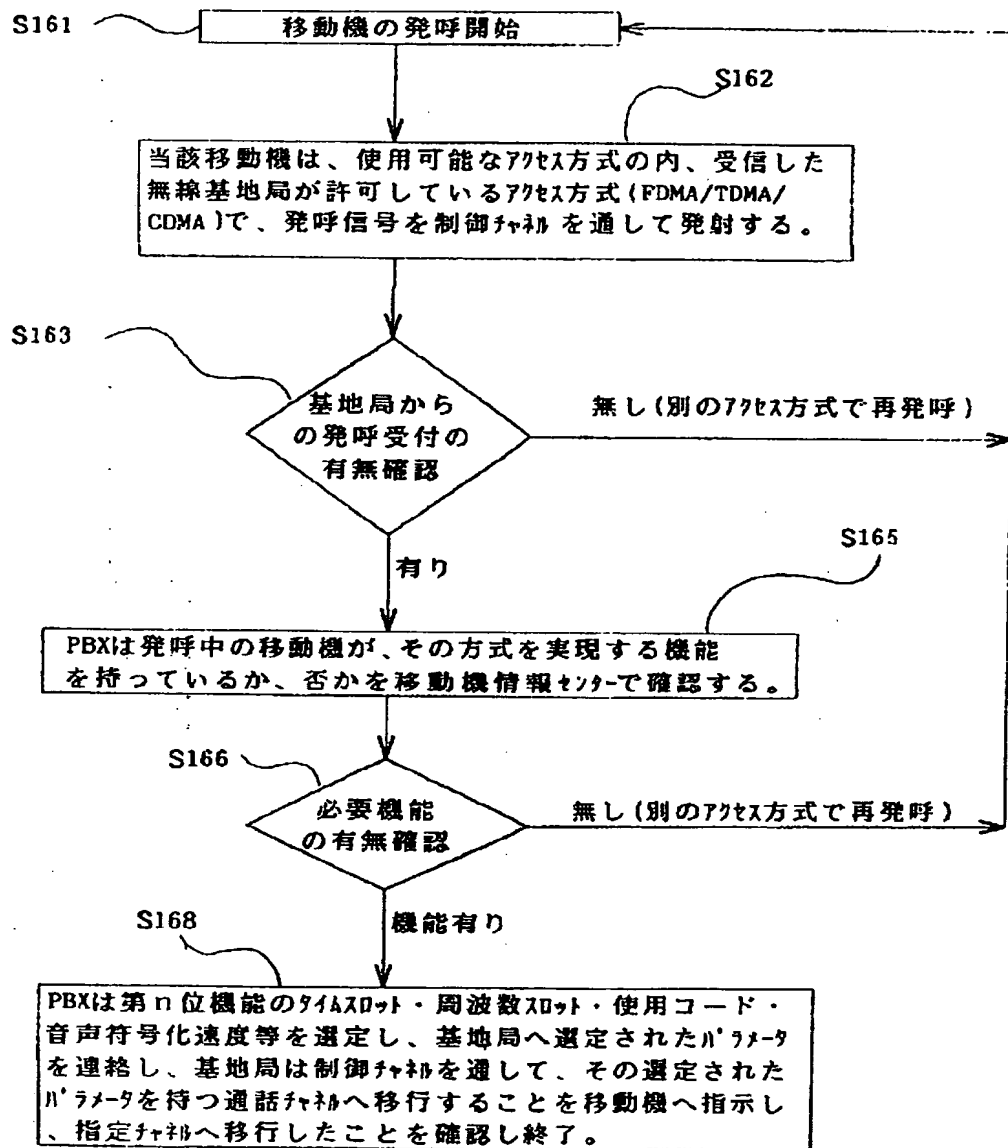 S161
移動機の発呼開始
S162
当該移動機は、使用可能なｱｸｾｽ方式の内、受信した
無線基地局が許可しているｱｸｾｽ方式(FDMA/TDMA/
CDMA)で、発呼信号を制御ﾁｬﾈﾙを通して発射する。
S163
基地局から
の発呼受付の
有無確認
無し(別のｱｸｾｽ方式で再発呼)
有り
S165
PBXは発呼中の移動機が、その方式を実現する機能
を持っているか、否かを移動機情報ｾﾝﾀｰで確認する。
S166
必要機能
の有無確認
無し(別のｱｸｾｽ方式で再発呼)
機能有り
S168
PBXは第n位機能のﾀｲﾑｽﾛｯﾄ・周波数ｽﾛｯﾄ・使用コード・
音声符号化速度等を選定し、基地局へ選定されたﾊﾟﾗﾒｰﾀ
を連絡し、基地局は制御ﾁｬﾈﾙを通して、その選定された
ﾊﾟﾗﾒｰﾀを持つ通話ﾁｬﾈﾙへ移行することを移動機へ指示し
、指定ﾁｬﾈﾙへ移行したことを確認し終了。